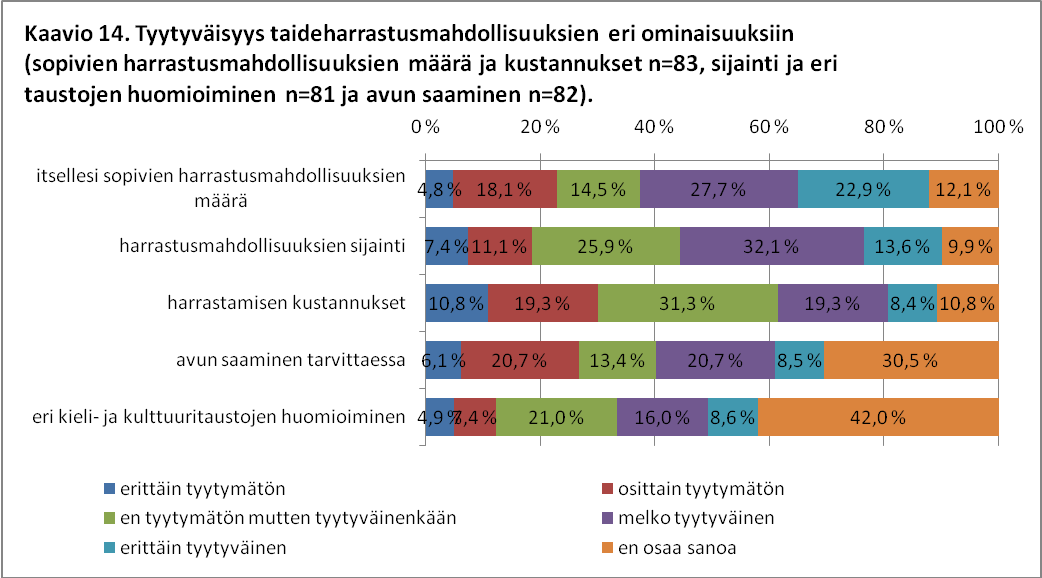 Kaavio 14. Tyytyväisyys taideharrastusmahdollisuuksien eri ominaisuuksiin
(sopivien harrastusmahdollisuuksien määrä ja kustannukset n=83, sijainti ja eri
taustojen huomioiminen n=81 ja avun saaminen n=82).
0 % 20 % 40 % 60 % 80 % 100 %
itsellesi sopivien harrastusmahdollisuuksien
määrä
4,8 % 18,1 % 14,5 % 27,7 % 22,9 % 12,1 %
harrastusmahdollisuuksien sijainti 7,4 % 11,1 % 25,9 % 32,1 % 13,6 % 9,9 %
harrastamisen kustannukset 10,8 % 19,3 % 31,3 % 19,3 % 8,4 % 10,8 %
avun saaminen tarvittaessa 6,1 % 20,7 % 13,4 % 20,7 % 8,5 % 30,5 %
eri kieli- ja kulttuuritaustojen huomioiminen 4,9 % 7,4 % 21,0 % 16,0 % 8,6 % 42,0 %
erittäin tyytymätön osittain tyytymätön
en tyytymätön mutten tyytyväinenkään melko tyytyväinen
erittäin tyytyväinen en osaa sanoa